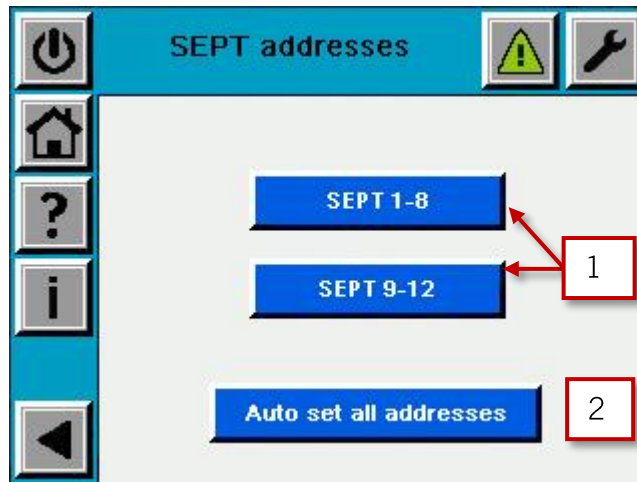 SEPT addresses
?
SEPT 1-8
1
SEPT 9-12
i
Auto set all addresses
2